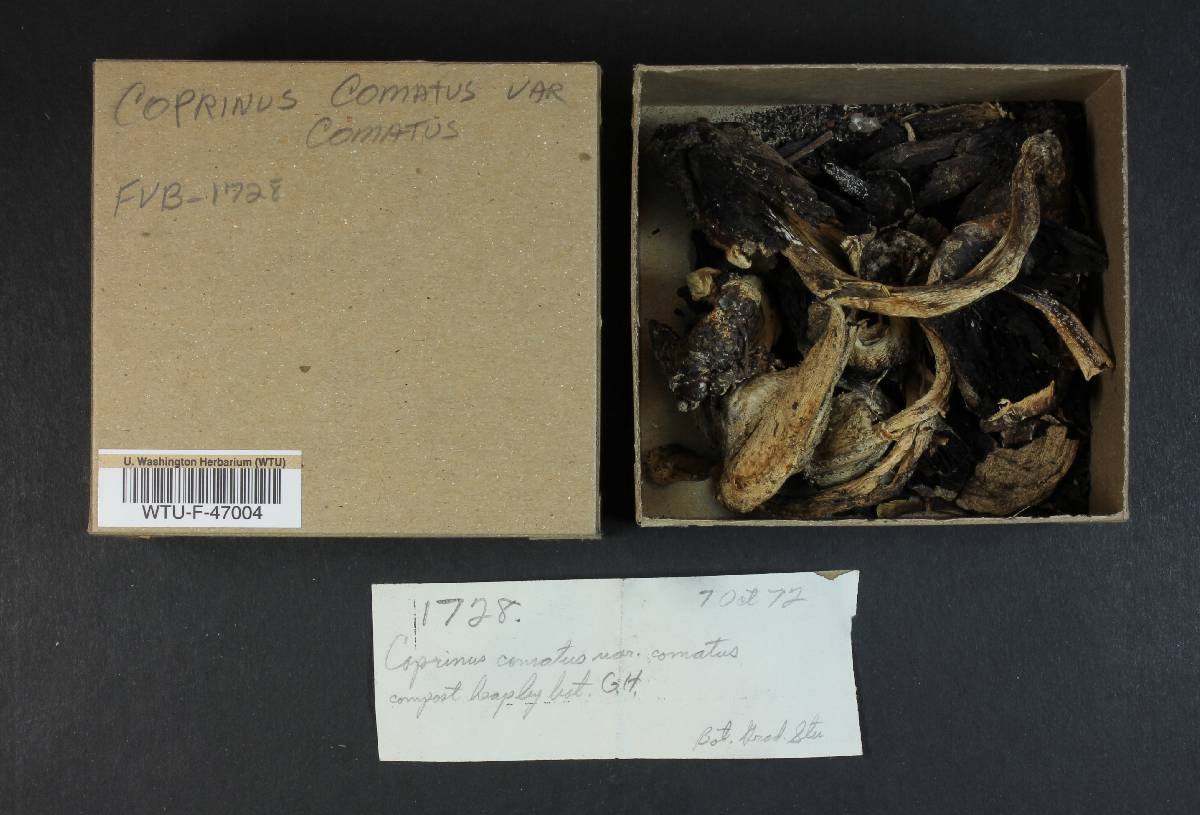 COPRINUS COMATUS VAR
COMATUS
FVB-1728
U. Washington Herbarium (WTU)
WTU-F-47004
1728.
7 Oct 72
Coprinus comatus var. comatus
compost heap by bot. G.H.
Bot. Grad. Stu